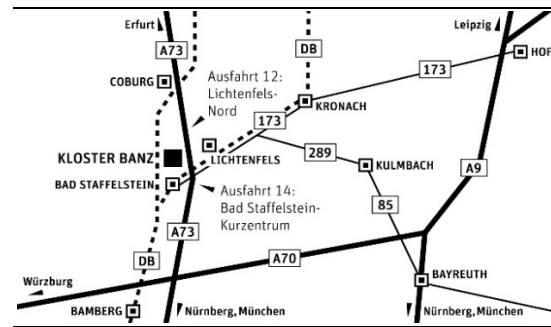 Erfurt
Leipzig
A73
DB
HOF
173
COBURG
Ausfahrt 12:
Lichtenfels-
Nord
KRONACH
173
KLOSTER BANZ
LICHTENFELS
289
KULMBACH
A9
BAD STAFFELSTEIN
Ausfahrt 14:
Bad Staffelstein-
Kurzentrum
85
A73
DB
A70
Würzburg
BAYREUTH
BAMBERG
Nürnberg, München
Nürnberg, München